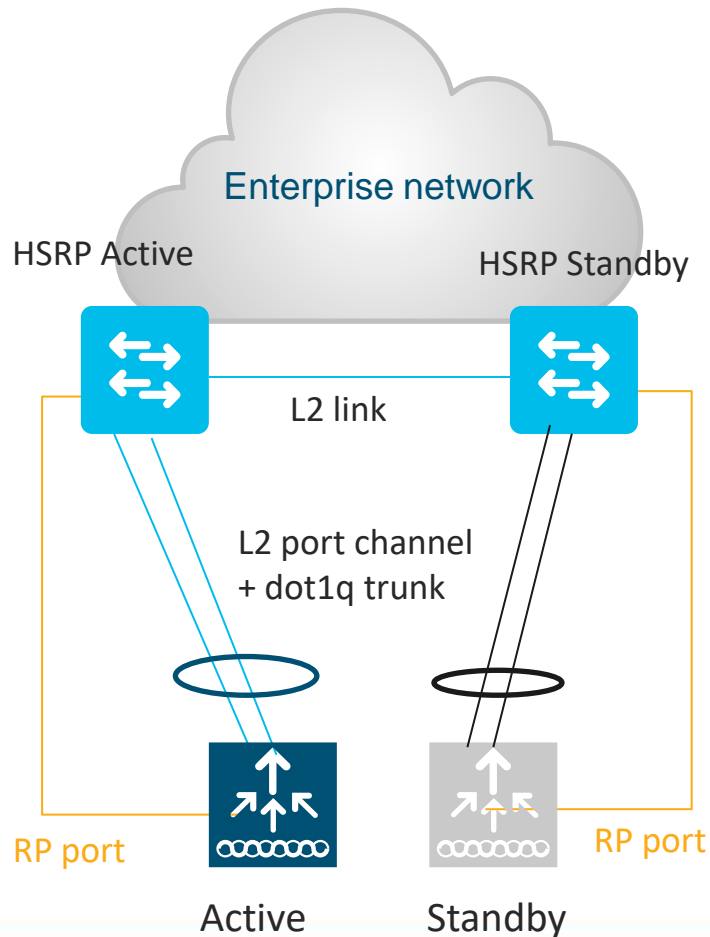 Enterprise network
HSRP Active
HSRP Standby
L2 link
L2 port channel
+ dot1q trunk
RP port
RP port
Active
Standby